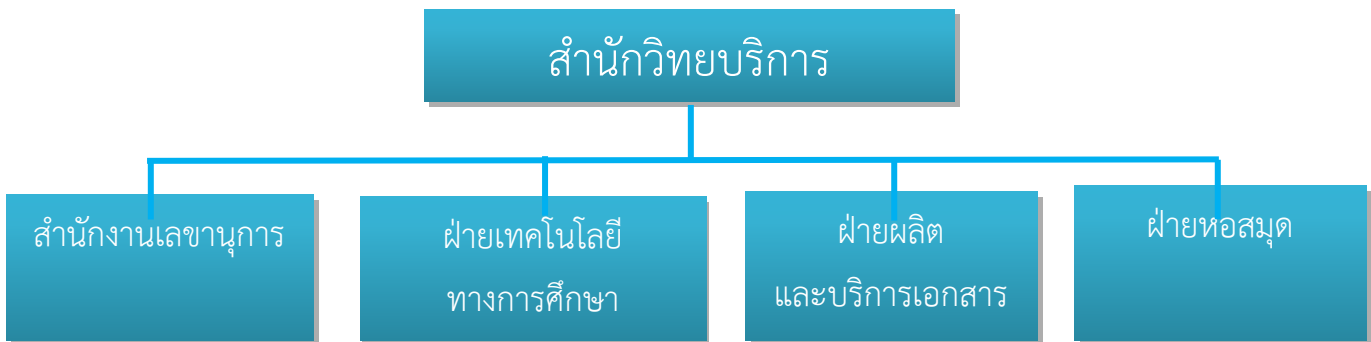 สำนักวิทยบริการ
สำนักงานเลขานุการ
ฝ่ายเทคโนโลยี
ทางการศึกษา
ฝ่ายผลิต
และบริการเอกสาร
ฝ่ายหอสมุด